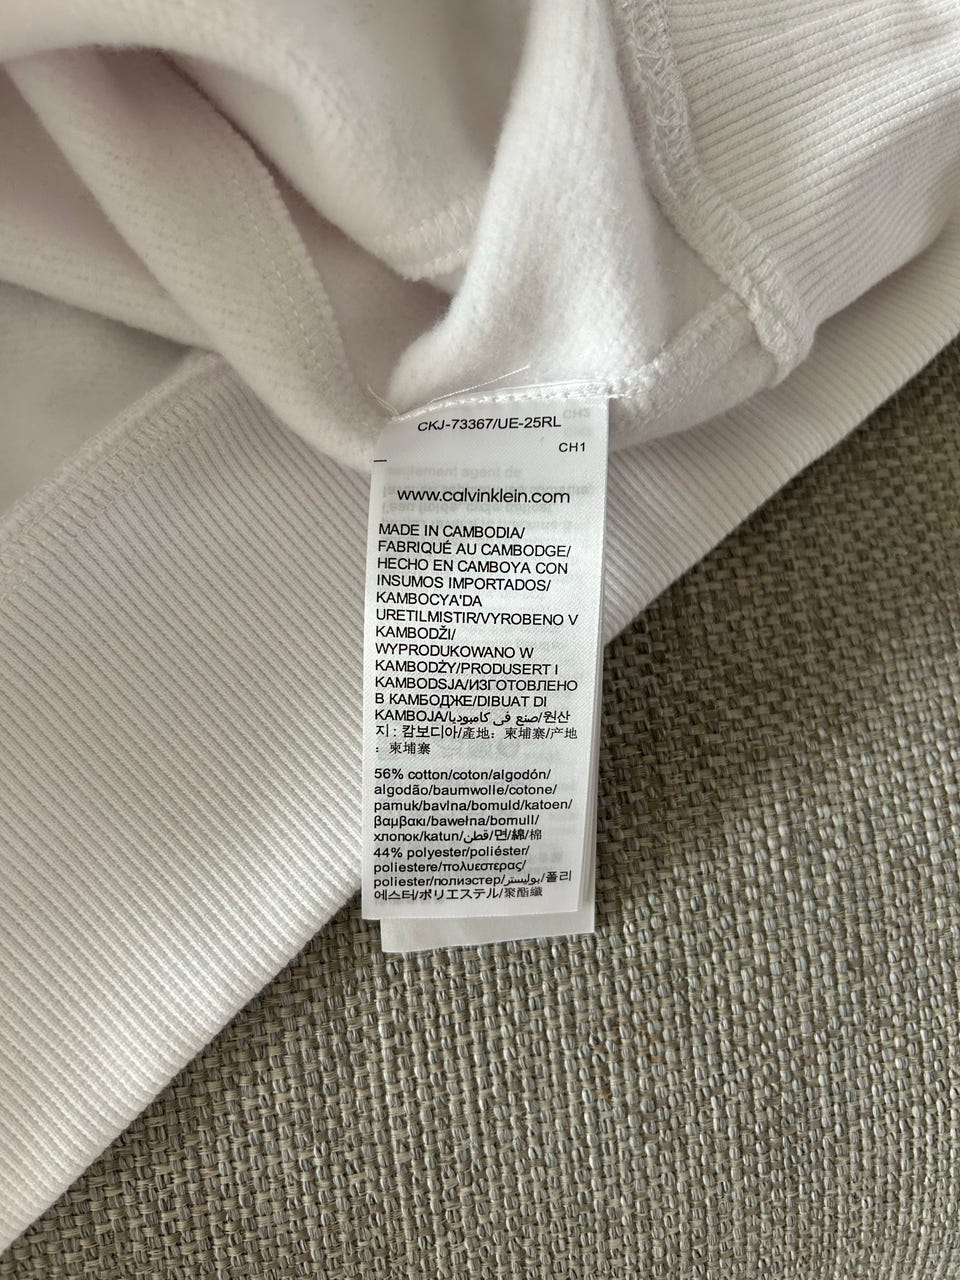 CKJ-73367/UE-25RL
CH1
www.calvinklein.com
MADE IN CAMBODIA/
FABRIQUÉ AU CAMBODGE/
HECHO EN CAMBOYA CON
INSUMOS IMPORTADOS/
KAMBOCYA'DA
URETILMISTIR/VYROBENO V
KAMBODŽI/
WYPRODUKOWANO W
KAMBODŻY/PRODUSERT I
KAMBODSJA/ИЗГОТОВЛЕНО
В КАМБОДЖЕ/DIBUAT DI
KAMBOJA/صنع في كامبوديا/원산
지 : 캄보디아/產地：柬埔寨/产地
：柬埔寨
56% cotton/coton/algodón/
algodão/baumwolle/cotone/
pamuk/bavlna/bomuld/katoen/
βαμβακι/bawełna/bomull/
хлопок/katun/قطن/면/綿/棉
44% polyester/poliéster/
poliestere/πολυεστερας/
poliester/полиэстер/بوليستر/폴리
에스터/ポリエステル/聚酯纖